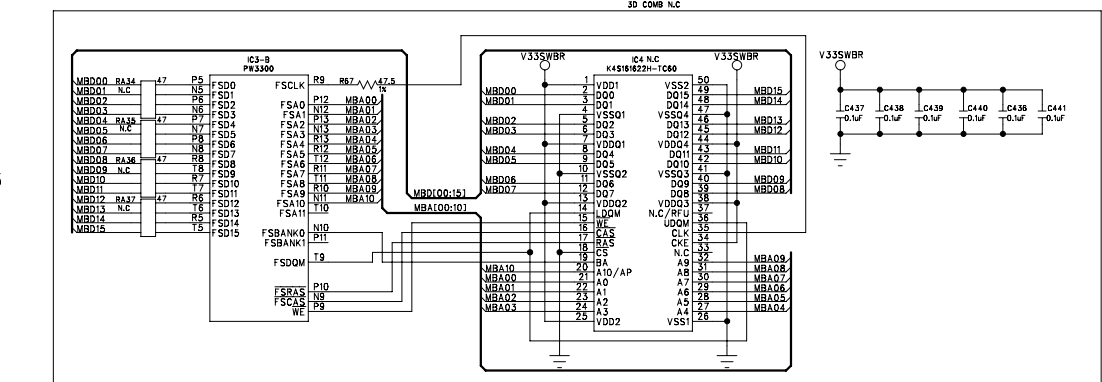 3D COMB N.C
IC3-B
PW3300
MBD00 RA34 47 P5 FSD0
MBD01 N.C N5 FSD1
MBD02 P6 FSD2
MBD03 N6 FSD3
MBD04 RA35 47 P7 FSD4
MBD05 N.C N7 FSD5
MBD06 P8 FSD6
MBD07 N8 FSD7
MBD08 RA36 47 R8 FSD8
MBD09 N.C T8 FSD9
MBD10 R7 FSD10
MBD11 T7 FSD11
MBD12 RA37 47 R6 FSD12
MBD13 N.C T6 FSD13
MBD14 R5 FSD14
MBD15 T5 FSD15
FSCLK R9 R67 47.5
1%
FSA0 P12 MBA00
FSA1 N12 MBA01
FSA2 P13 MBA02
FSA3 N13 MBA03
FSA4 R13 MBA04
FSA5 R12 MBA05
FSA6 T12 MBA06
FSA7 R11 MBA07
FSA8 T11 MBA08
FSA9 R10 MBA09
FSA10 N11 MBA10
FSA11 T10
FSBANK0 N10
FSBANK1 P11
FSDQM T9
FSRAS P10
FSCAS N9
WE P9
MBD[00:15]
MBA[00:10]
V33SWBR
IC4 N.C
K4S161622H-TC60
V33SWBR
1 VDD1
MBD00 2 DQ0
MBD01 3 DQ1
4 VSSQ1
MBD02 5 DQ2
MBD03 6 DQ3
7 VDDQ1
MBD04 8 DQ4
MBD05 9 DQ5
10 VSSQ2
MBD06 11 DQ6
MBD07 12 DQ7
13 VDDQ2
14 LDQM
15 WE
16 CAS
17 RAS
18 CS
19 BA
MBA10 20 A10/AP
MBA00 21 A0
MBA01 22 A1
MBA02 23 A2
MBA03 24 A3
25 VDD2
VSS2 50
DQ15 49 MBD15
DQ14 48 MBD14
VSSQ4 47
DQ13 46 MBD13
DQ12 45 MBD12
VDDQ4 44
DQ11 43 MBD11
DQ10 42 MBD10
VSSQ3 41
DQ9 40 MBD09
DQ8 39 MBD08
VDDQ3 38
N.C/RFU 37
UDQM 36
CLK 35
CKE 34
N.C 33
A9 32 MBA09
A8 31 MBA08
A7 30 MBA07
A6 29 MBA06
A5 28 MBA05
A4 27 MBA04
VSS1 26
V33SWBR
C437 C438 C439 C440 C436 C441
0.1uF 0.1uF 0.1uF 0.1uF 0.1uF 0.1uF